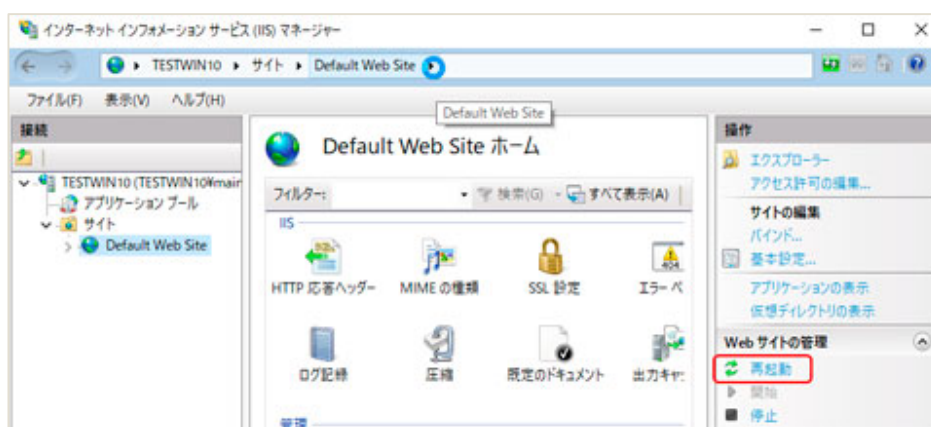 インターネット インフォメーション サービス (IIS) マネージャー
TESTWIN10 サイト Default Web Site
ファイル(F) 表示(V) ヘルプ(H)
Default Web Site
接続
TESTWIN10 (TESTWIN10¥main
アプリケーション プール
サイト
Default Web Site
Default Web Site ホーム
フィルター: 検索(G) すべて表示(A)
IIS
HTTP 応答ヘッダー MIME の種類 SSL 設定 エラー ペ
404
ログ記録 圧縮 既定のドキュメント 出力キャ
管理
操作
エクスプローラー
アクセス許可の編集...
サイトの編集
バインド...
基本設定...
アプリケーションの表示
仮想ディレクトリの表示
Web サイトの管理
再起動
開始
停止